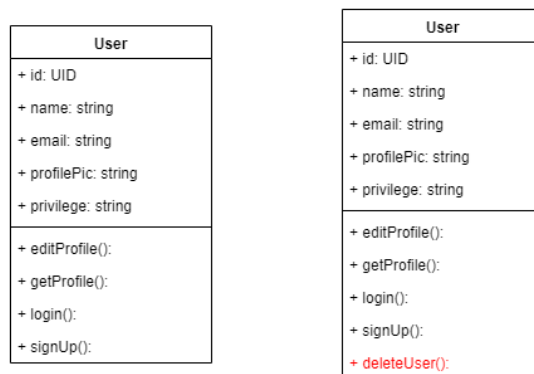 User
+ id: UID
+ name: string
+ email: string
+ profilePic: string
+ privilege: string
+ editProfile():
+ getProfile():
+ login():
+ signUp():
User
+ id: UID
+ name: string
+ email: string
+ profilePic: string
+ privilege: string
+ editProfile():
+ getProfile():
+ login():
+ signUp():
+ deleteUser():